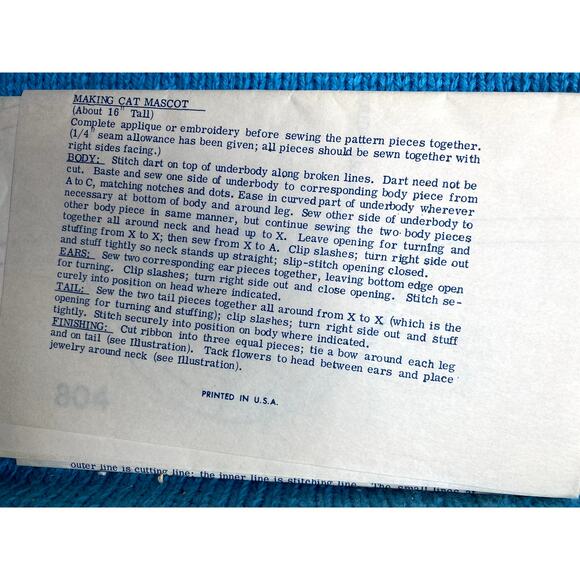 MAKING CAT MASCOT
(About 16" Tall)
Complete applique or embroidery before sewing the pattern pieces together.
(1/4" seam allowance has been given; all pieces should be sewn together with
right sides facing.)
BODY: Stitch dart on top of underbody along broken lines. Dart need not be
cut. Baste and sew one side of underbody to corresponding body piece from
A to C, matching notches and dots. Ease in curved part of underbody wherever
necessary at bottom of body and around leg. Sew other side of underbody to
other body piece in same manner, but continue sewing the two body pieces
together all around neck and head up to X. Leave opening for turning and
stuffing from X to X; then sew from X to A. Clip slashes; turn right side out
and stuff tightly so neck stands up straight; slip-stitch opening closed.
EARS: Sew two corresponding ear pieces together, leaving bottom edge open
for turning. Clip slashes; turn right side out and close opening. Stitch se-
curely into position on head where indicated.
TAIL: Sew the two tail pieces together all around from X to X (which is the
opening for turning and stuffing); clip slashes; turn right side out and stuff
tightly. Stitch securely into position on body where indicated.
FINISHING: Cut ribbon into three equal pieces; tie a bow around each leg
and on tail (see Illustration). Tack flowers to head between ears and place
jewelry around neck (see Illustration).
804
PRINTED IN U.S.A.
outer line is cutting line; the inner line is stitching line. The small lines at